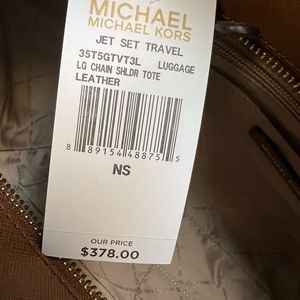 MICHAEL
MICHAEL KORS
JET SET TRAVEL
35T5GTVT3L LUGGAGE
LG CHAIN SHLDR TOTE
LEATHER
8 89154 48875 5
NS
OUR PRICE
$378.00